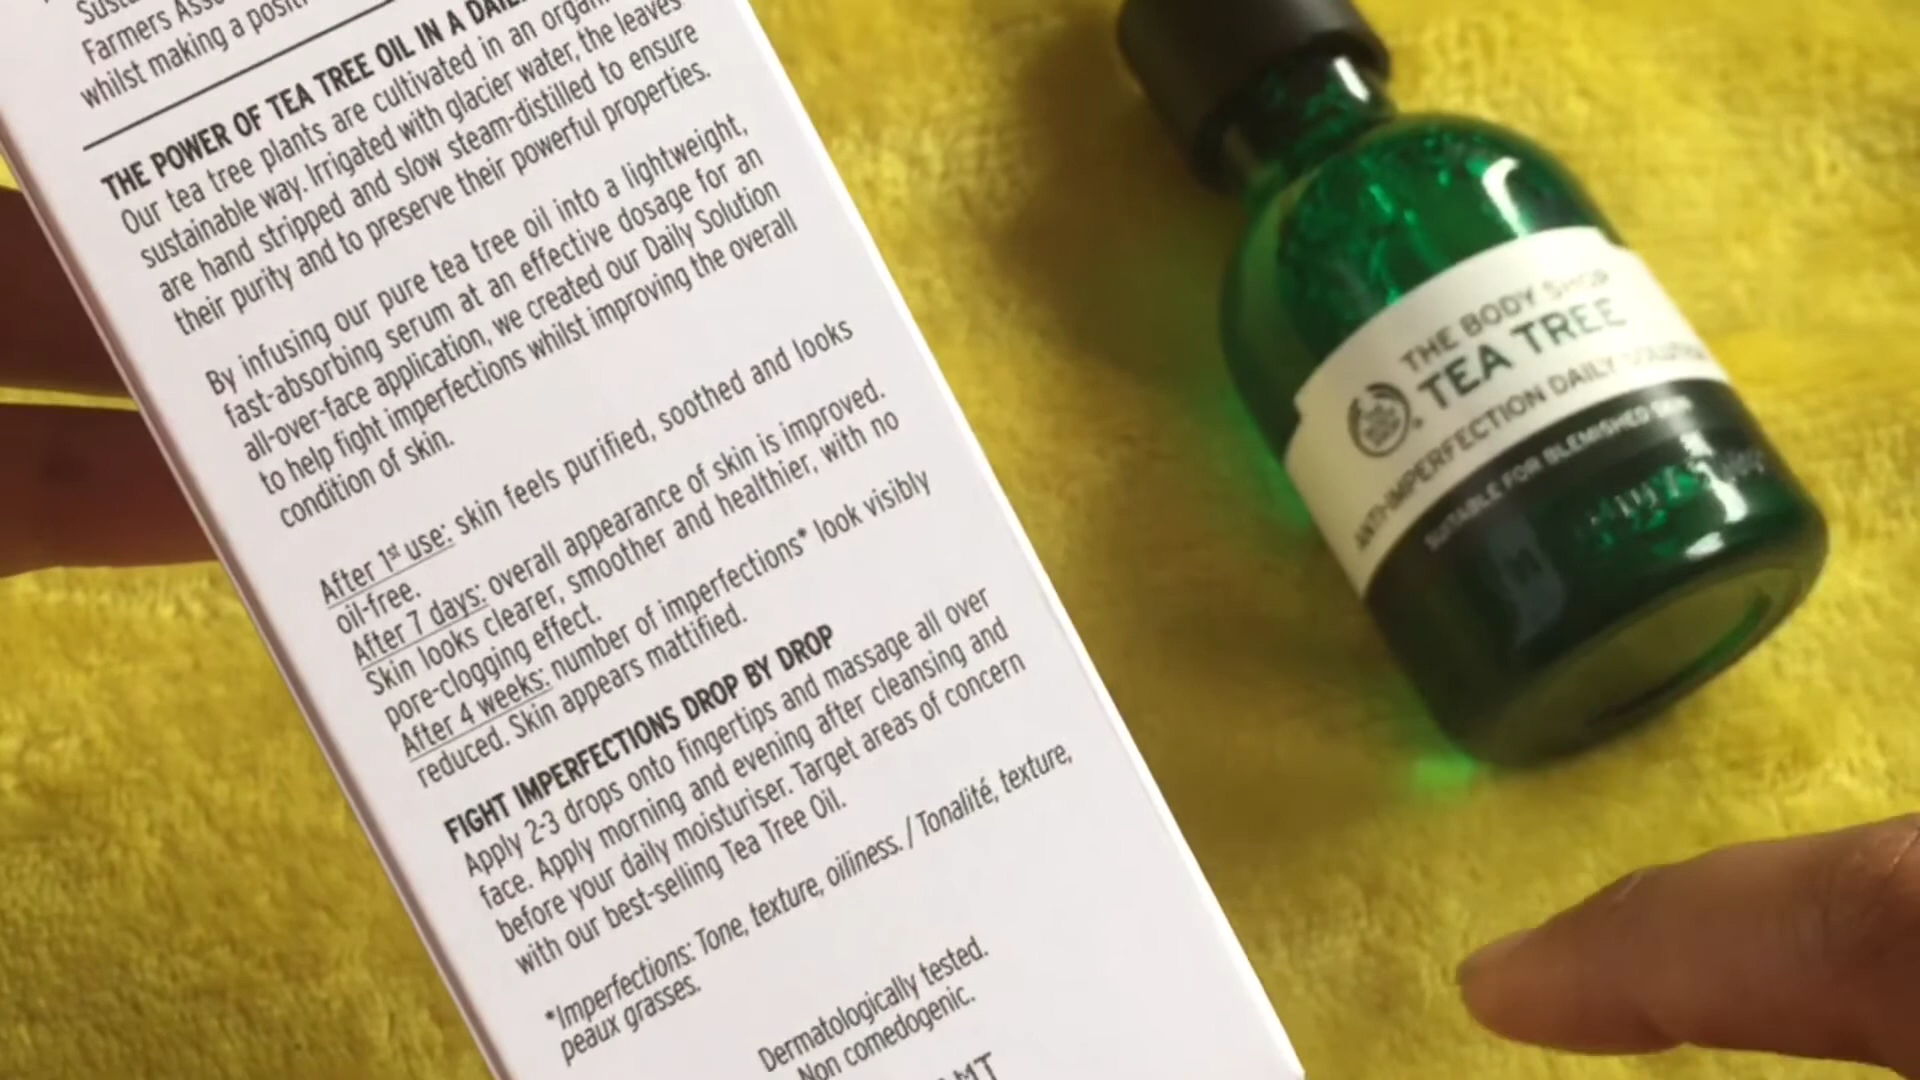 Farmers Asso
whilst making a posit
THE POWER OF TEA TREE OIL IN A DAIL
Our tea tree plants are cultivated in an organ
sustainable way. Irrigated with glacier water, the leaves
are hand stripped and slow steam-distilled to ensure
their purity and to preserve their powerful properties.
By infusing our pure tea tree oil into a lightweight,
fast-absorbing serum at an effective dosage for an
all-over-face application, we created our Daily Solution
to help fight imperfections whilst improving the overall
condition of skin.
After 1st use: skin feels purified, soothed and looks
oil-free.
After 7 days: overall appearance of skin is improved.
Skin looks clearer, smoother and healthier, with no
pore-clogging effect.
After 4 weeks: number of imperfections* look visibly
reduced. Skin appears mattified.
FIGHT IMPERFECTIONS DROP BY DROP
Apply 2-3 drops onto fingertips and massage all over
face. Apply morning and evening after cleansing and
before your daily moisturiser. Target areas of concern
with our best-selling Tea Tree Oil.
*Imperfections: Tone, texture, oiliness. / Tonalité, texture,
peaux grasses.
Dermatologically tested.
Non comedogenic.
THE BODY SHOP
TEA TREE
ANTI-IMPERFECTION DAILY SOLUTION
SUITABLE FOR BLEMISHED SKIN